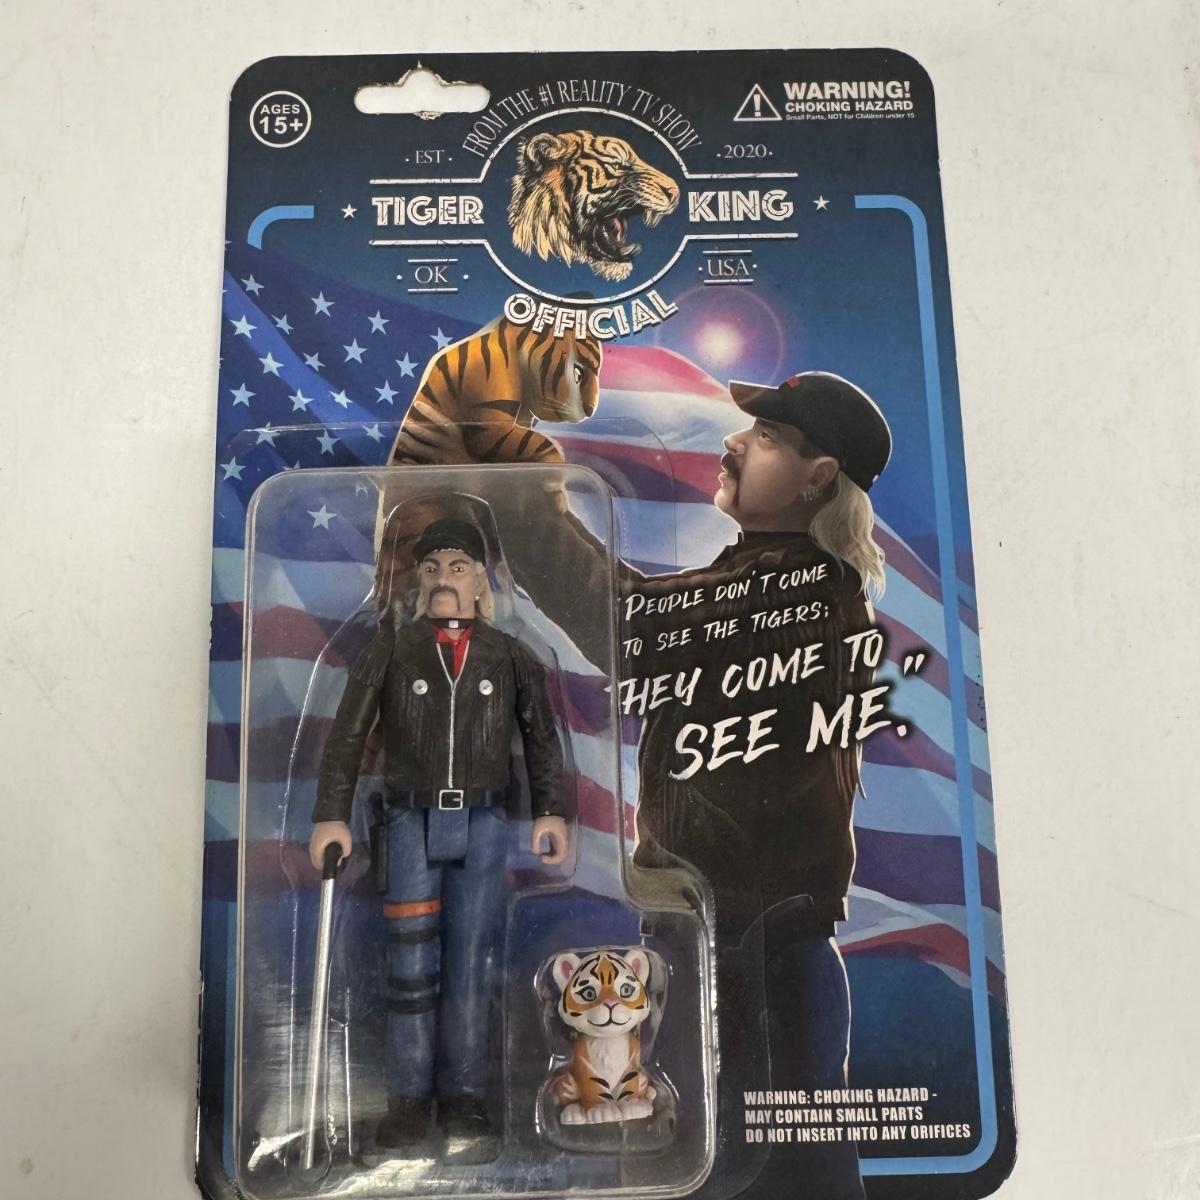 AGES
15+
FROM THE #1 REALITY TV SHOW
WARNING!
CHOKING HAZARD
Small Parts, NOT for Children under 15
· EST ·
· 2020 ·
TIGER KING
· OK ·
· USA ·
OFFICIAL
"PEOPLE DON'T COME
TO SEE THE TIGERS;
THEY COME TO
SEE ME."
WARNING: CHOKING HAZARD -
MAY CONTAIN SMALL PARTS
DO NOT INSERT INTO ANY ORIFICES